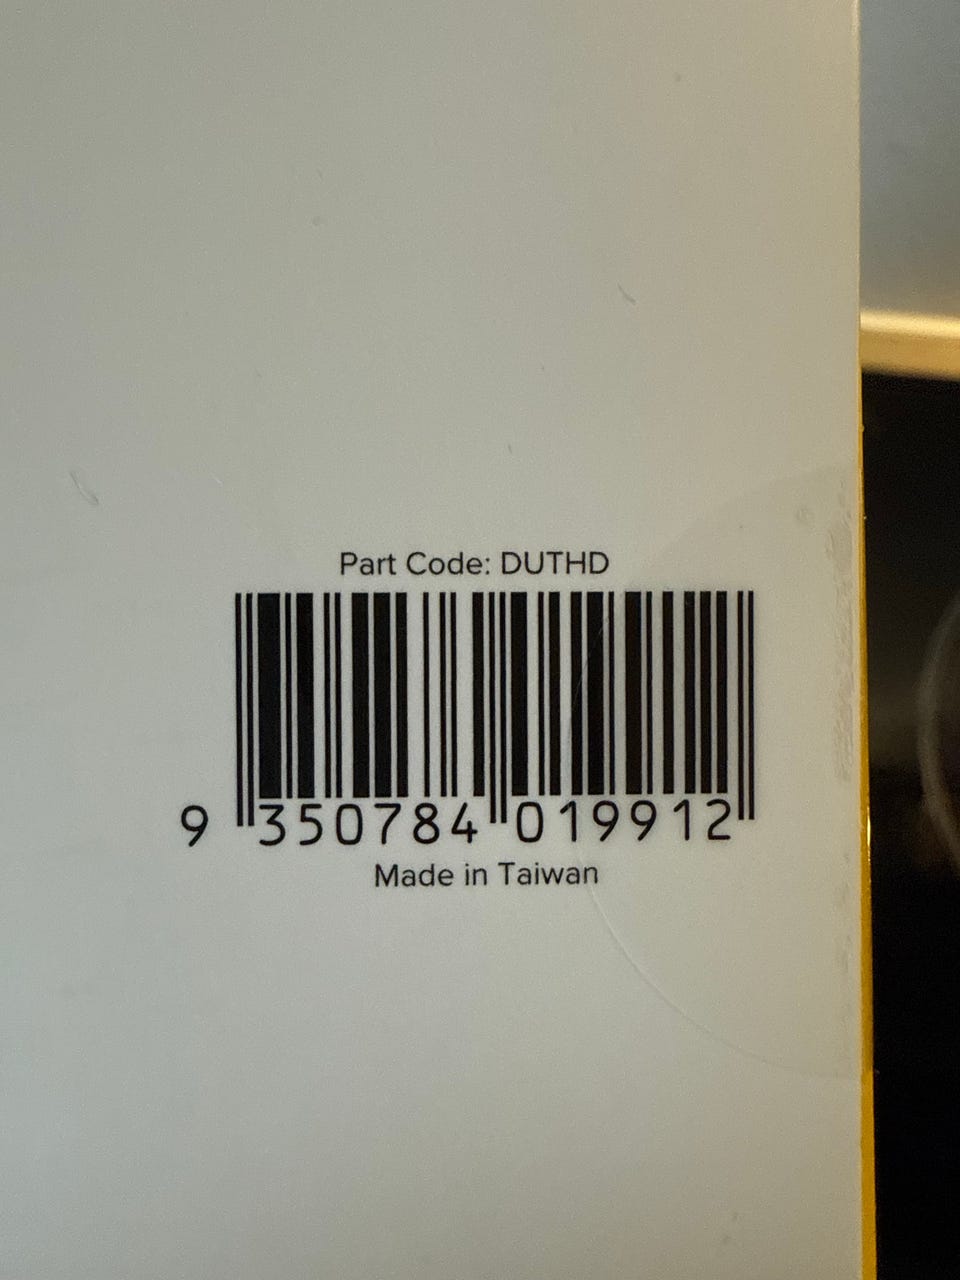 Part Code: DUTHD
9 350784 019912
Made in Taiwan